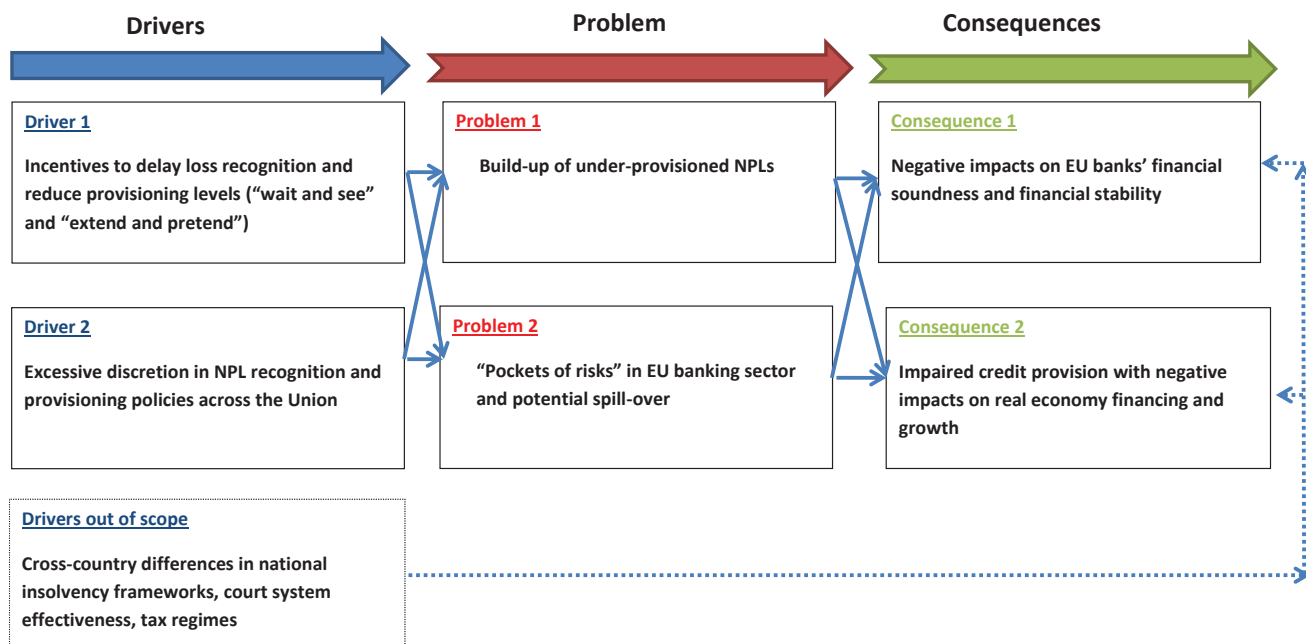 Drivers
Problem
Consequences
Driver 1
Incentives to delay loss recognition and
reduce provisioning levels (“wait and see”
and “extend and pretend”)
Problem 1
Build-up of under-provisioned NPLs
Consequence 1
Negative impacts on EU banks’ financial
soundness and financial stability
Driver 2
Excessive discretion in NPL recognition and
provisioning policies across the Union
Problem 2
“Pockets of risks” in EU banking sector
and potential spill-over
Consequence 2
Impaired credit provision with negative
impacts on real economy financing and
growth
Drivers out of scope
Cross-country differences in national
insolvency frameworks, court system
effectiveness, tax regimes